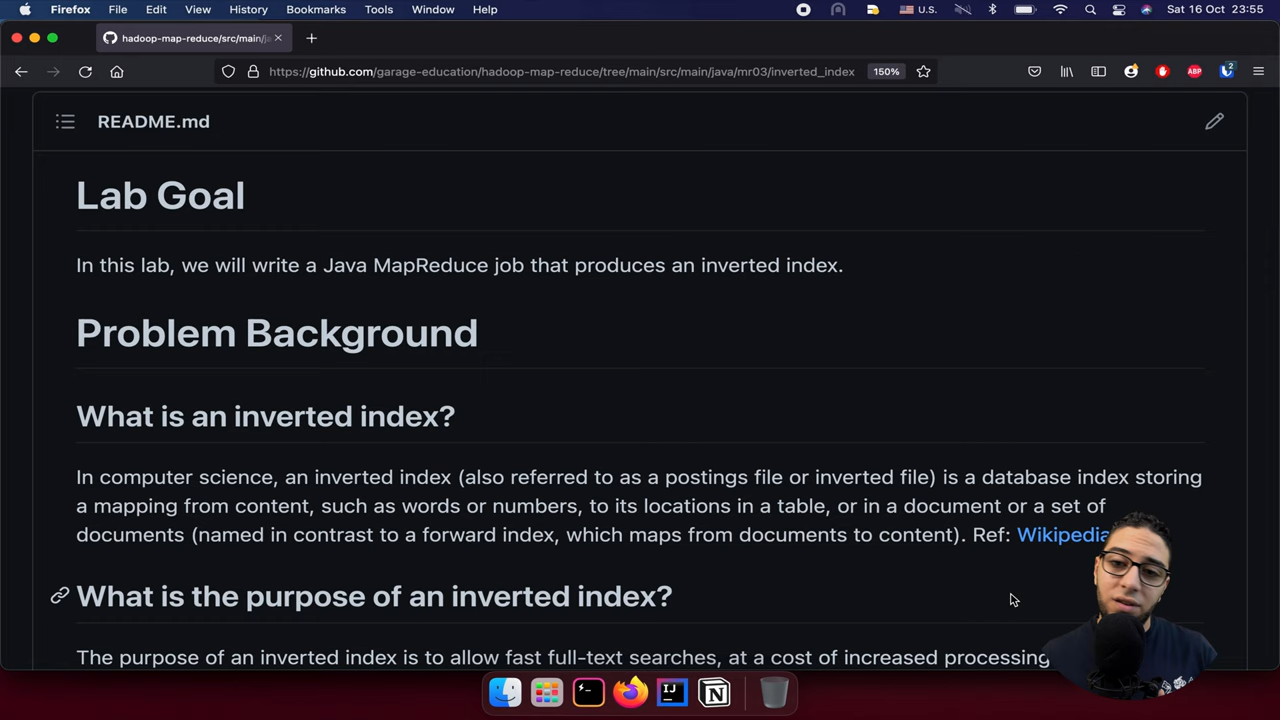 Firefox File Edit View History Bookmarks Tools Window Help U.S. Sat 16 Oct 23:55
hadoop-map-reduce/src/main/j
https://github.com/garage-education/hadoop-map-reduce/tree/main/src/main/java/mr03/inverted_index 150% ABP 2
README.md
Lab Goal
In this lab, we will write a Java MapReduce job that produces an inverted index.
Problem Background
What is an inverted index?
In computer science, an inverted index (also referred to as a postings file or inverted file) is a database index storing
a mapping from content, such as words or numbers, to its locations in a table, or in a document or a set of
documents (named in contrast to a forward index, which maps from documents to content). Ref: Wikipedia
What is the purpose of an inverted index?
The purpose of an inverted index is to allow fast full-text searches, at a cost of increased processing
IJ N